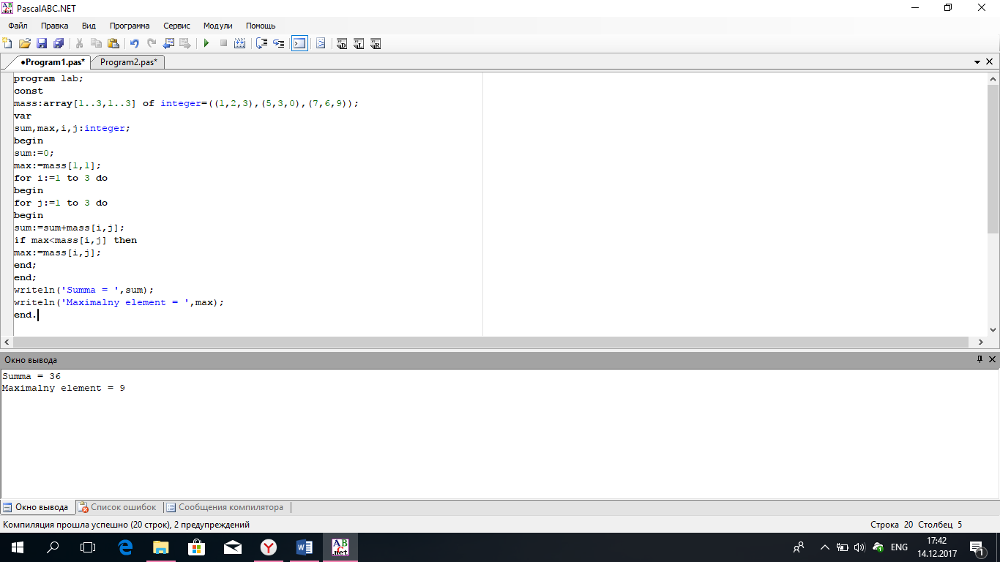 PascalABC.NET
Файл Правка Вид Программа Сервис Модули Помощь
•Program1.pas* Program2.pas*
program lab;
const
mass:array[1..3,1..3] of integer=((1,2,3),(5,3,0),(7,6,9));
var
sum,max,i,j:integer;
begin
sum:=0;
max:=mass[1,1];
for i:=1 to 3 do
begin
for j:=1 to 3 do
begin
sum:=sum+mass[i,j];
if max<mass[i,j] then
max:=mass[i,j];
end;
end;
writeln('Summa = ',sum);
writeln('Maximalny element = ',max);
end.
Окно вывода
Summa = 36
Maximalny element = 9
Окно вывода Список ошибок Сообщения компилятора
Компиляция прошла успешно (20 строк), 2 предупреждений Строка 20 Столбец 5
ENG 17:42
14.12.2017